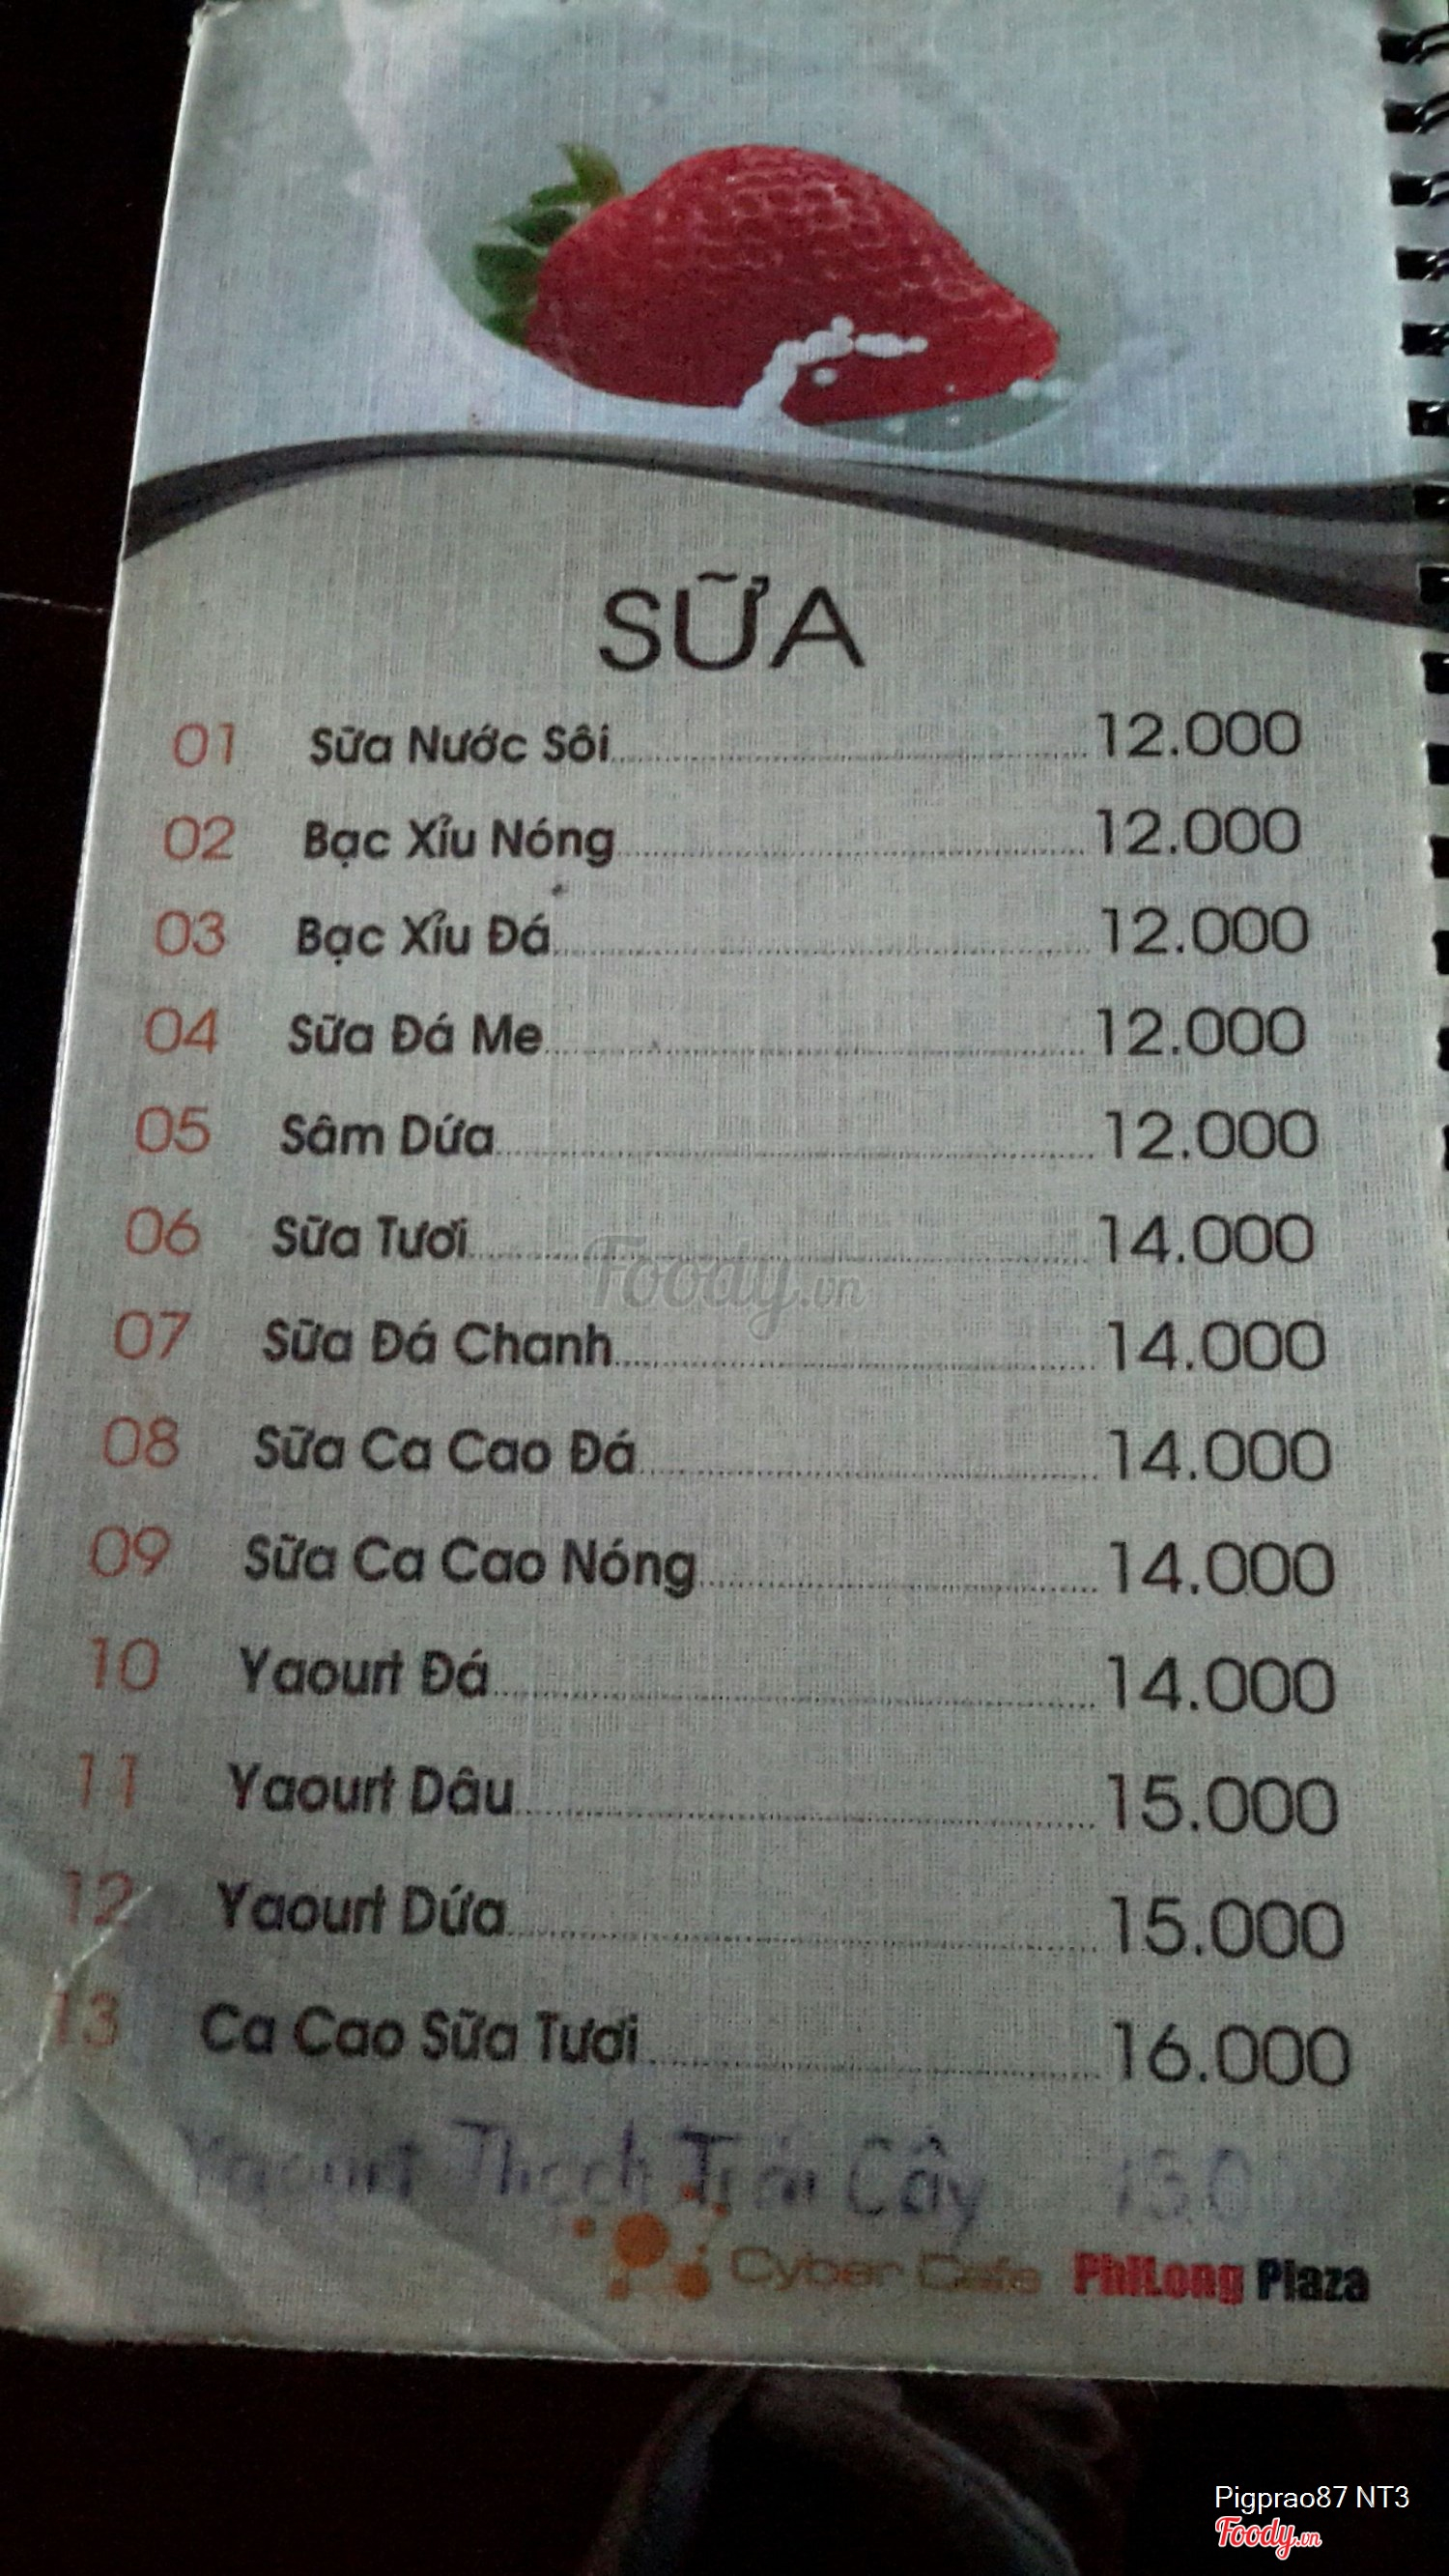 SỮA
01 Sữa Nước Sôi 12.000
02 Bạc Xỉu Nóng 12.000
03 Bạc Xỉu Đá 12.000
04 Sữa Đá Me 12.000
05 Sâm Dứa 12.000
06 Sữa Tươi 14.000
Foody.vn
07 Sữa Đá Chanh 14.000
08 Sữa Ca Cao Đá 14.000
09 Sữa Ca Cao Nóng 14.000
10 Yaourt Đá 14.000
11 Yaourt Dâu 15.000
12 Yaourt Dứa 15.000
13 Ca Cao Sữa Tươi 16.000
Yaourt Thạch Trái Cây
Cyber Cafe PhiLong Plaza
Pigprao87 NT3
Foody.vn